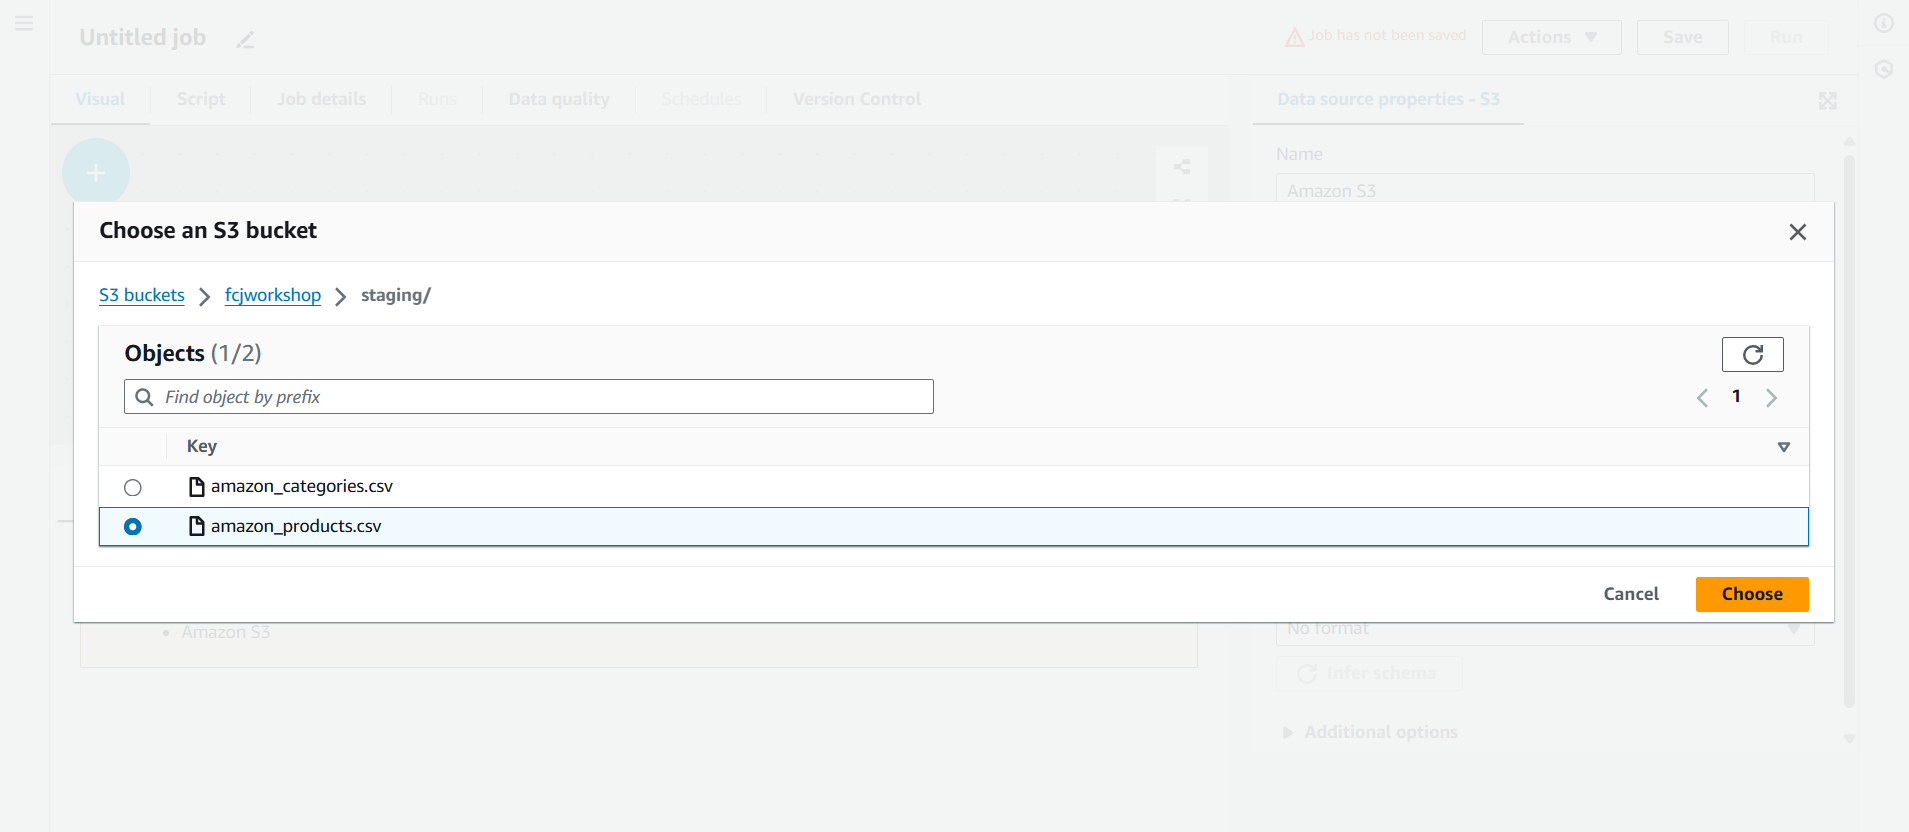 Untitled job
Job has not been saved
Actions
Save
Run
Visual
Script
Job details
Runs
Data quality
Schedules
Version Control
Data source properties - S3
Name
Amazon S3
Choose an S3 bucket
S3 buckets
fcjworkshop
staging/
Objects (1/2)
Find object by prefix
1
Key
amazon_categories.csv
amazon_products.csv
Cancel
Choose
Amazon S3
No format
Infer schema
Additional options